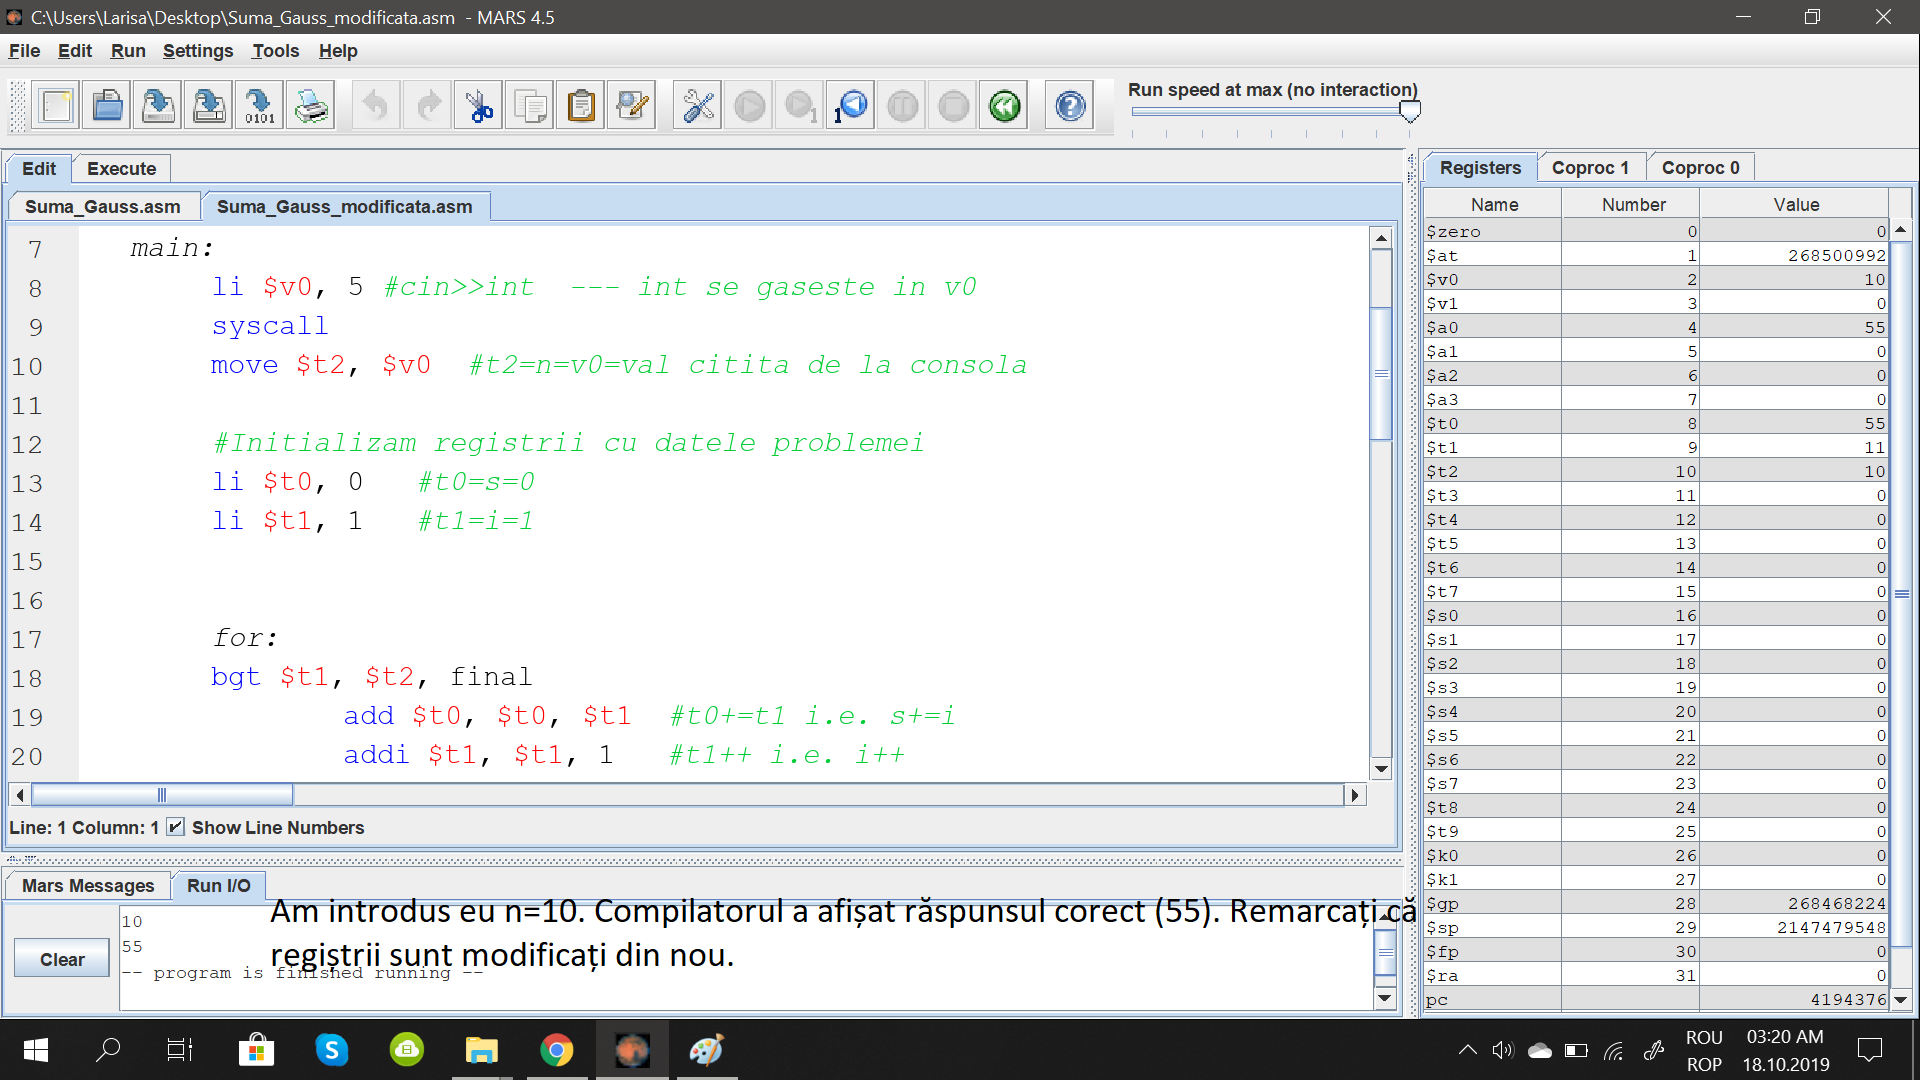 C:\Users\Larisa\Desktop\Suma_Gauss_modificata.asm - MARS 4.5
File Edit Run Settings Tools Help
Run speed at max (no interaction)
Edit Execute
Suma_Gauss.asm Suma_Gauss_modificata.asm
7 main:
8 li $v0, 5 #cin>>int --- int se gaseste in v0
9 syscall
10 move $t2, $v0 #t2=n=v0=val citita de la consola
11
12 #Initializam registrii cu datele problemei
13 li $t0, 0 #t0=s=0
14 li $t1, 1 #t1=i=1
15
16
17 for:
18 bgt $t1, $t2, final
19 add $t0, $t0, $t1 #t0+=t1 i.e. s+=i
20 addi $t1, $t1, 1 #t1++ i.e. i++
Line: 1 Column: 1 Show Line Numbers
Mars Messages Run I/O
Clear
10
55
-- program is finished running --
Am introdus eu n=10. Compilatorul a afișat răspunsul corect (55). Remarcați că
regiștrii sunt modificați din nou.
Registers Coproc 1 Coproc 0
Name Number Value
$zero 0 0
$at 1 268500992
$v0 2 10
$v1 3 0
$a0 4 55
$a1 5 0
$a2 6 0
$a3 7 0
$t0 8 55
$t1 9 11
$t2 10 10
$t3 11 0
$t4 12 0
$t5 13 0
$t6 14 0
$t7 15 0
$s0 16 0
$s1 17 0
$s2 18 0
$s3 19 0
$s4 20 0
$s5 21 0
$s6 22 0
$s7 23 0
$t8 24 0
$t9 25 0
$k0 26 0
$k1 27 0
$gp 28 268468224
$sp 29 2147479548
$fp 30 0
$ra 31 0
pc 4194376
ROU 03:20 AM
ROP 18.10.2019